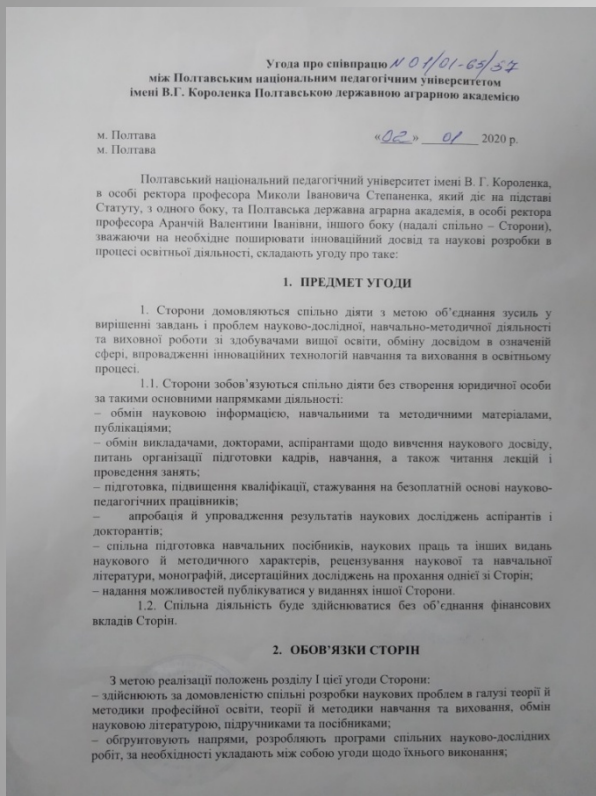 Угода про співпрацю N 01/01-65/57
між Полтавським національним педагогічним університетом
імені В.Г. Короленка Полтавською державною аграрною академією
м. Полтава «02» 01 2020 р.
м. Полтава
Полтавський національний педагогічний університет імені В. Г. Короленка,
в особі ректора професора Миколи Івановича Степаненка, який діє на підставі
Статуту, з одного боку, та Полтавська державна аграрна академія, в особі ректора
професора Аранчій Валентини Іванівни, іншого боку (надалі спільно – Сторони),
зважаючи на необхідне поширювати інноваційний досвід та наукові розробки в
процесі освітньої діяльності, складають угоду про таке:
1. ПРЕДМЕТ УГОДИ
1. Сторони домовляються спільно діяти з метою об’єднання зусиль у
вирішенні завдань і проблем науково-дослідної, навчально-методичної діяльності
та виховної роботи зі здобувачами вищої освіти, обміну досвідом в означеній
сфері, впровадженні інноваційних технологій навчання та виховання в освітньому
процесі.
1.1. Сторони зобов’язуються спільно діяти без створення юридичної особи
за такими основними напрямками діяльності:
– обмін науковою інформацією, навчальними та методичними матеріалами,
публікаціями;
– обмін викладачами, докторами, аспірантами щодо вивчення наукового досвіду,
питань організації підготовки кадрів, навчання, а також читання лекцій і
проведення занять;
– підготовка, підвищення кваліфікації, стажування на безоплатній основі науково-
педагогічних працівників;
– апробація й упровадження результатів наукових досліджень аспірантів і
докторантів;
– спільна підготовка навчальних посібників, наукових праць та інших видань
наукового й методичного характерів, рецензування наукової та навчальної
літератури, монографій, дисертаційних досліджень на прохання однієї зі Сторін;
– надання можливостей публікуватися у виданнях іншої Сторони.
1.2. Спільна діяльність буде здійснюватися без об’єднання фінансових
вкладів Сторін.
2. ОБОВ’ЯЗКИ СТОРІН
З метою реалізації положень розділу І цієї угоди Сторони:
– здійснюють за домовленістю спільні розробки наукових проблем в галузі теорії й
методики професійної освіти, теорії й методики навчання та виховання, обмін
науковою літературою, підручниками та посібниками;
– обґрунтовують напрями, розробляють програми спільних науково-дослідних
робіт, за необхідності укладають між собою угоди щодо їхнього виконання;